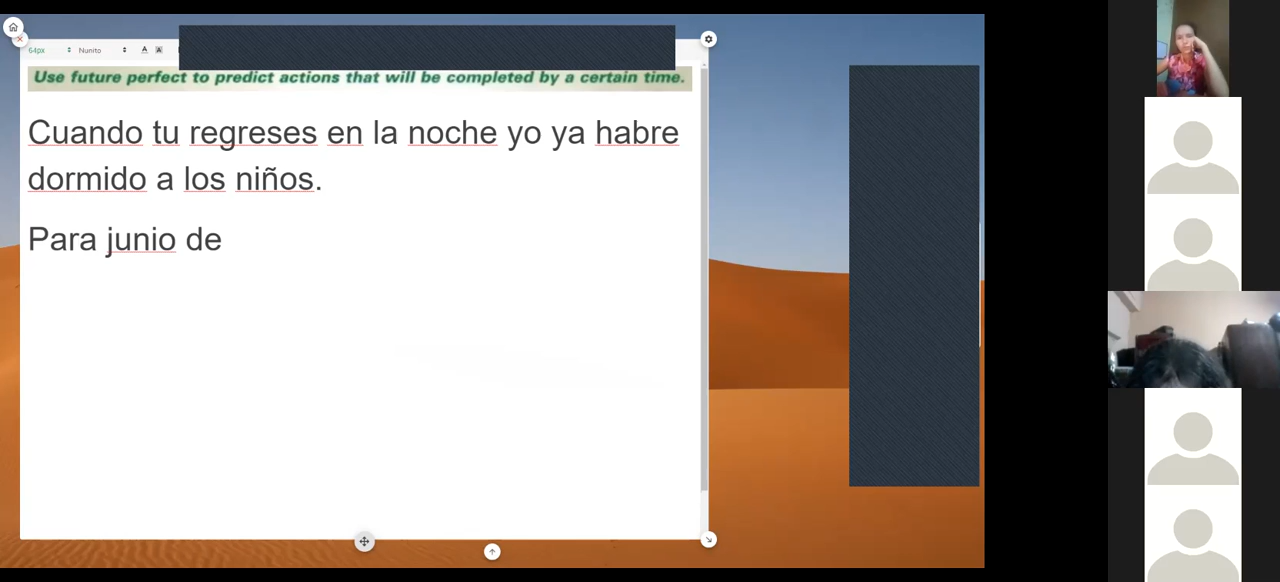 64px Nunito A A
Use future perfect to predict actions that will be completed by a certain time.
Cuando tu regreses en la noche yo ya habre
dormido a los niños.
Para junio de